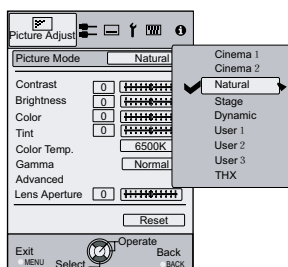 Picture Adjust
Picture Mode Natural
Contrast 0
Brightness 0
Color 0
Tint 0
Color Temp. 6500K
Gamma Normal
Advanced
Lens Aperture 0
Reset
Operate
Exit Back
MENU Select BACK
Cinema 1
Cinema 2
Natural
Stage
Dynamic
User 1
User 2
User 3
THX